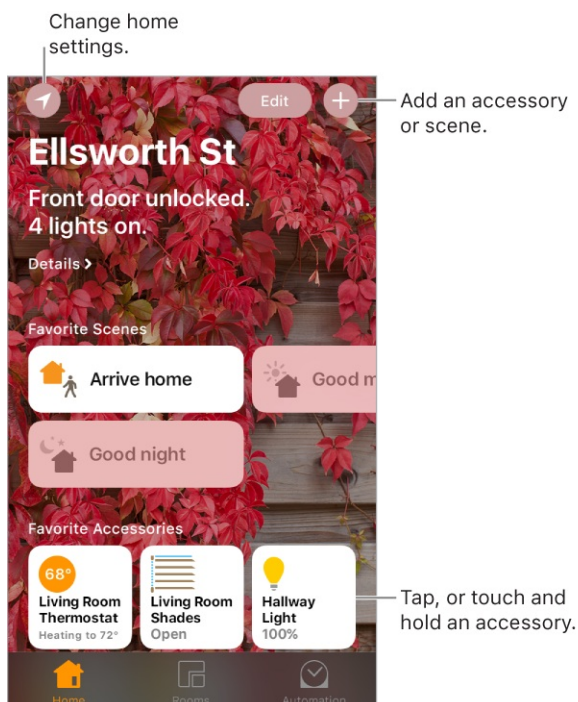 Change home
settings.
Edit
Add an accessory
or scene.
Ellsworth St
Front door unlocked.
4 lights on.
Details >
Favorite Scenes
Arrive home
Good m
Good night
Favorite Accessories
68°
Living Room
Thermostat
Heating to 72°
Living Room
Shades
Open
Hallway
Light
100%
Tap, or touch and
hold an accessory.
Home
Rooms
Automation